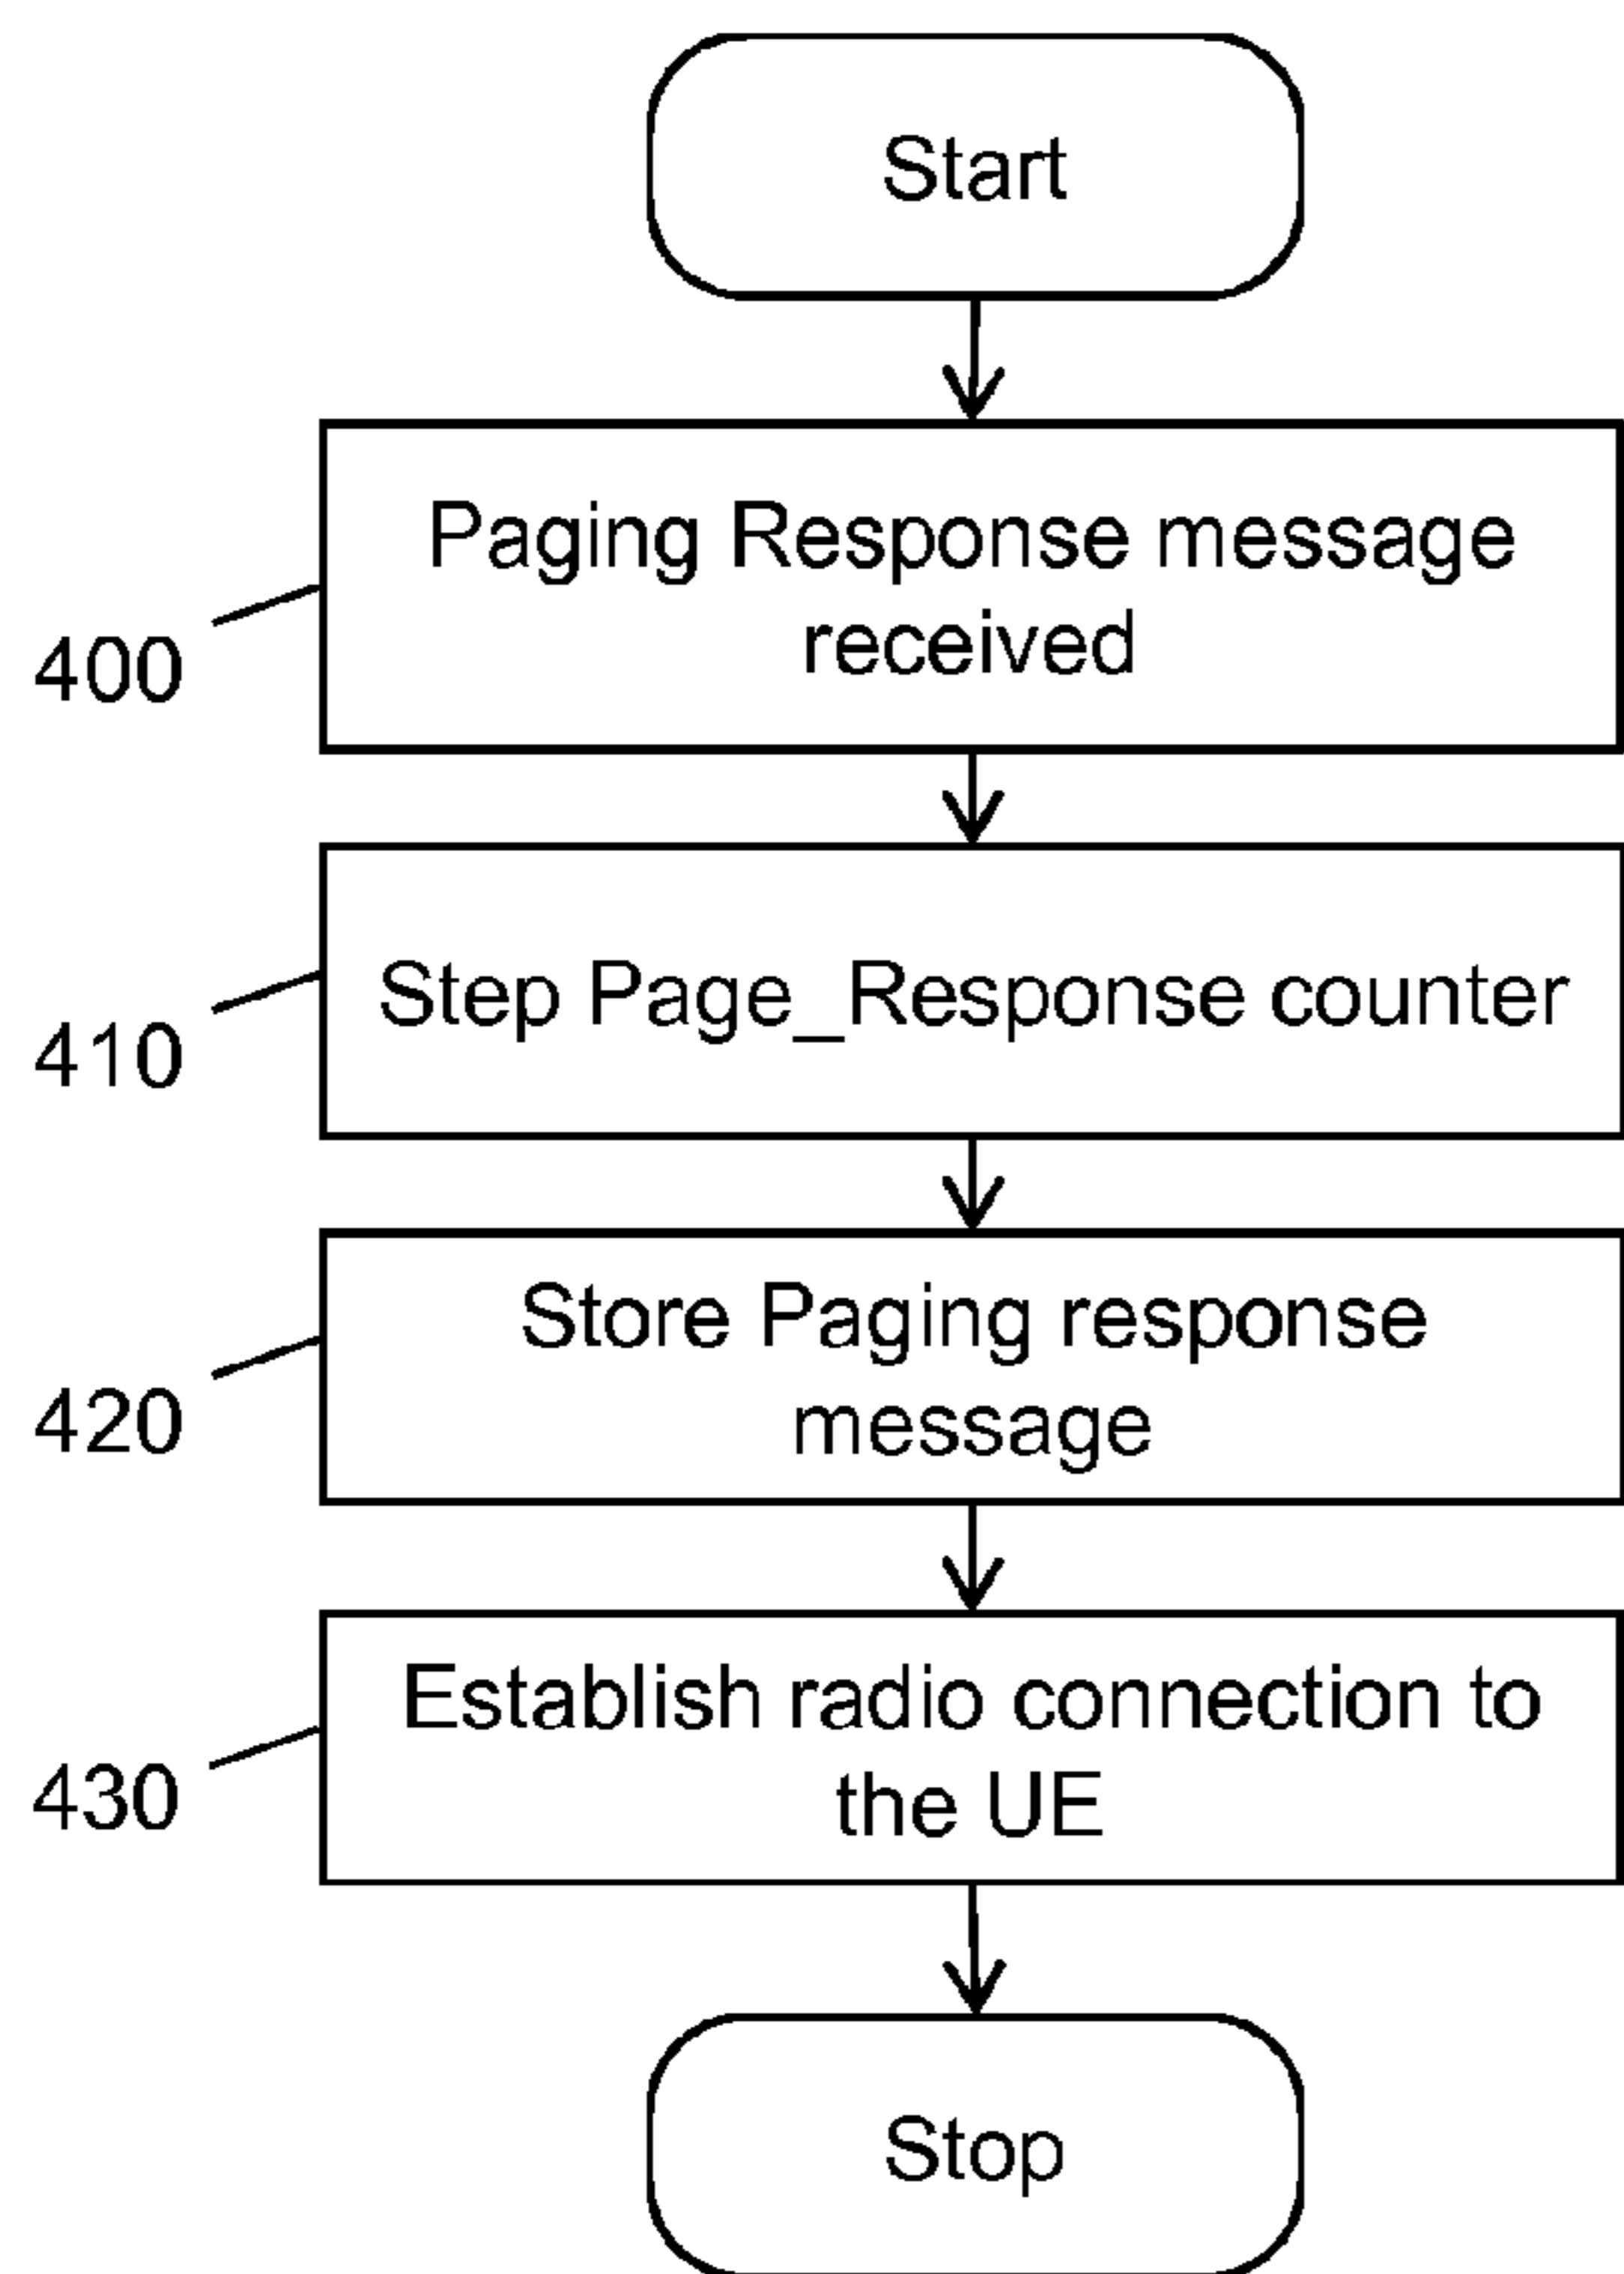 Start
Paging Response message
received
400
Step Page_Response counter
410
Store Paging response
message
420
Establish radio connection to
the UE
430
Stop